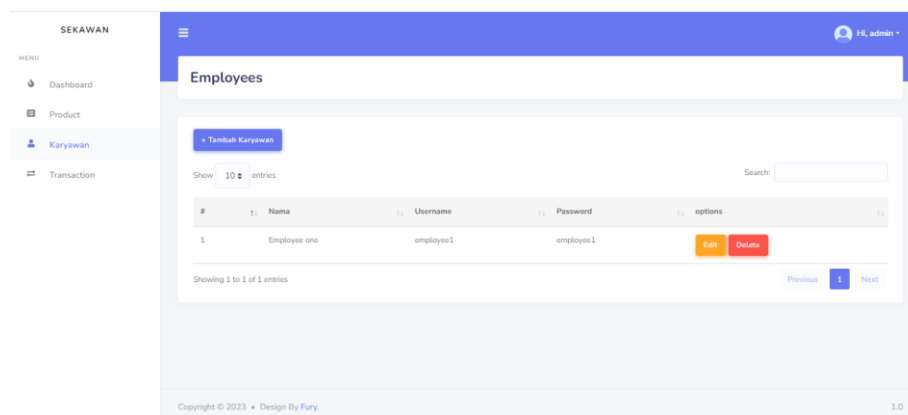 SEKAWAN
Hi, admin
MENU
Dashboard
Product
Karyawan
Transaction
Employees
+ Tambah Karyawan
Show 10 entries
Search:
# Nama Username Password options
1 Employee one employee1 employee1 Edit Delete
Showing 1 to 1 of 1 entries
Previous 1 Next
Copyright © 2023 • Design By Fury.
1.0